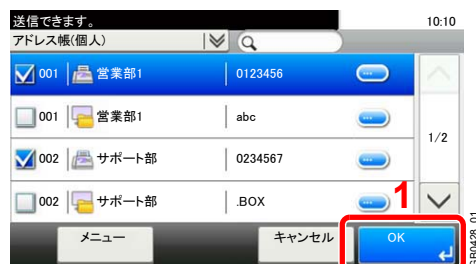 送信できます。 10:10
アドレス帳(個人)
001 営業部1 0123456
001 営業部1 abc
1/2
002 サポート部 0234567
002 サポート部 .BOX
1
メニュー キャンセル OK